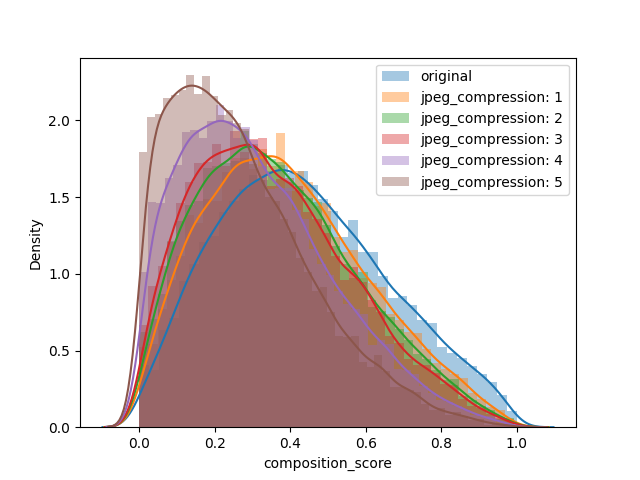 original
jpeg_compression: 1
jpeg_compression: 2
jpeg_compression: 3
jpeg_compression: 4
jpeg_compression: 5
2.0
1.5
1.0
0.5
0.0
Density
0.0 0.2 0.4 0.6 0.8 1.0
composition_score